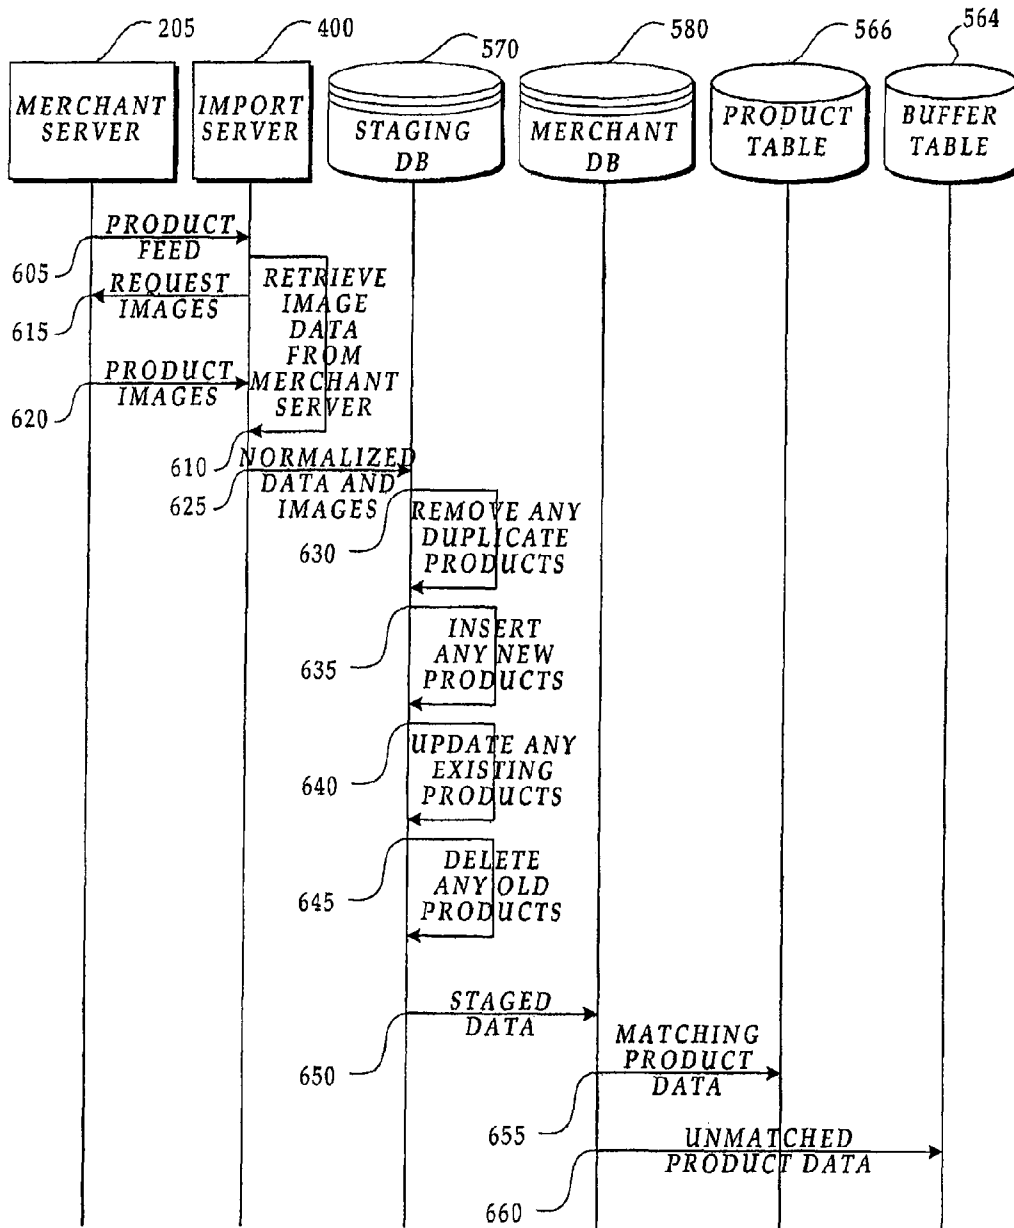 205
400
570
580
566
564
MERCHANT
SERVER
IMPORT
SERVER
STAGING
DB
MERCHANT
DB
PRODUCT
TABLE
BUFFER
TABLE
PRODUCT
FEED
605
RETRIEVE
IMAGE
DATA
FROM
MERCHANT
SERVER
REQUEST
IMAGES
615
PRODUCT
IMAGES
620
610
NORMALIZED
DATA AND
IMAGES
625
REMOVE ANY
DUPLICATE
PRODUCTS
630
INSERT
ANY NEW
PRODUCTS
635
UPDATE ANY
EXISTING
PRODUCTS
640
DELETE
ANY OLD
PRODUCTS
645
STAGED
DATA
650
MATCHING
PRODUCT
DATA
655
UNMATCHED
PRODUCT DATA
660